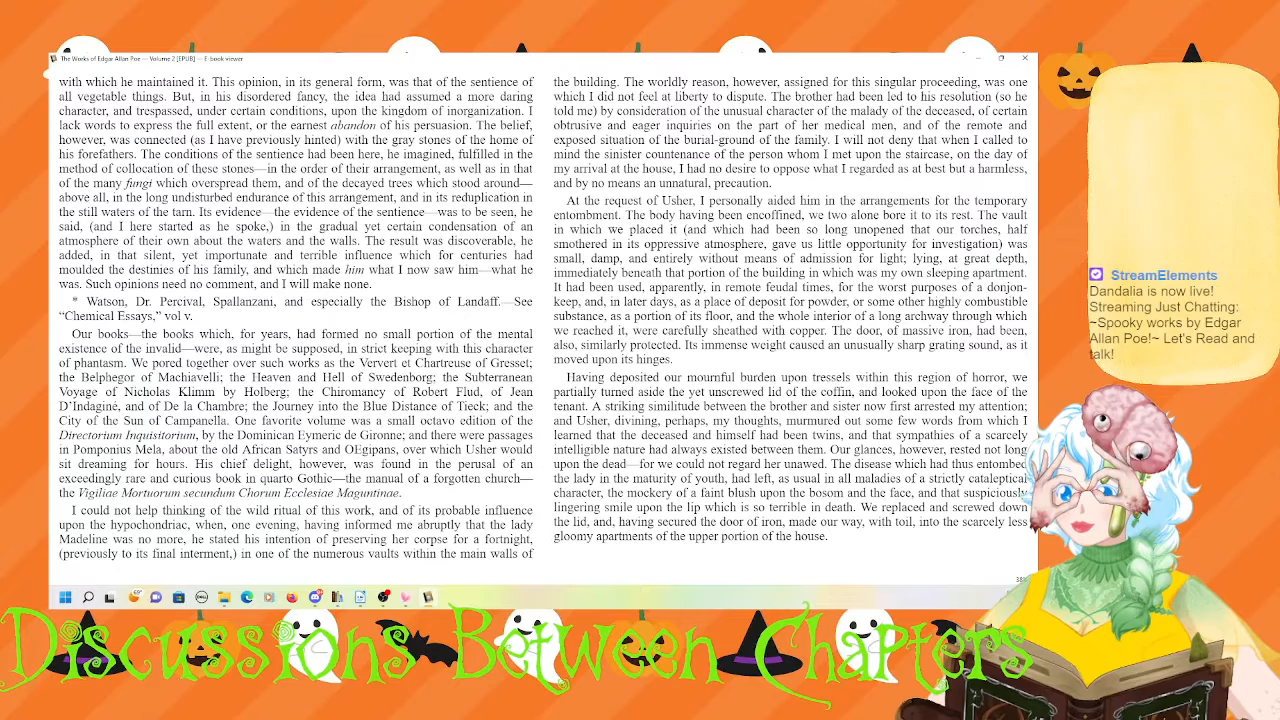 The Works of Edgar Allan Poe — Volume 2 [EPUB] — E-book viewer
with which he maintained it. This opinion, in its general form, was that of the sentience of
all vegetable things. But, in his disordered fancy, the idea had assumed a more daring
character, and trespassed, under certain conditions, upon the kingdom of inorganization. I
lack words to express the full extent, or the earnest abandon of his persuasion. The belief,
however, was connected (as I have previously hinted) with the gray stones of the home of
his forefathers. The conditions of the sentience had been here, he imagined, fulfilled in the
method of collocation of these stones—in the order of their arrangement, as well as in that
of the many fungi which overspread them, and of the decayed trees which stood around—
above all, in the long undisturbed endurance of this arrangement, and in its reduplication in
the still waters of the tarn. Its evidence—the evidence of the sentience—was to be seen, he
said, (and I here started as he spoke,) in the gradual yet certain condensation of an
atmosphere of their own about the waters and the walls. The result was discoverable, he
added, in that silent, yet importunate and terrible influence which for centuries had
moulded the destinies of his family, and which made him what I now saw him—what he
was. Such opinions need no comment, and I will make none.
* Watson, Dr. Percival, Spallanzani, and especially the Bishop of Landaff.—See
“Chemical Essays,” vol v.
Our books—the books which, for years, had formed no small portion of the mental
existence of the invalid—were, as might be supposed, in strict keeping with this character
of phantasm. We pored together over such works as the Ververt et Chartreuse of Gresset;
the Belphegor of Machiavelli; the Heaven and Hell of Swedenborg; the Subterranean
Voyage of Nicholas Klimm by Holberg; the Chiromancy of Robert Flud, of Jean
D’Indaginé, and of De la Chambre; the Journey into the Blue Distance of Tieck; and the
City of the Sun of Campanella. One favorite volume was a small octavo edition of the
Directorium Inquisitorium, by the Dominican Eymeric de Gironne; and there were passages
in Pomponius Mela, about the old African Satyrs and OEgipans, over which Usher would
sit dreaming for hours. His chief delight, however, was found in the perusal of an
exceedingly rare and curious book in quarto Gothic—the manual of a forgotten church—
the Vigiliae Mortuorum secundum Chorum Ecclesiae Maguntinae.
I could not help thinking of the wild ritual of this work, and of its probable influence
upon the hypochondriac, when, one evening, having informed me abruptly that the lady
Madeline was no more, he stated his intention of preserving her corpse for a fortnight,
(previously to its final interment,) in one of the numerous vaults within the main walls of
the building. The worldly reason, however, assigned for this singular proceeding, was one
which I did not feel at liberty to dispute. The brother had been led to his resolution (so he
told me) by consideration of the unusual character of the malady of the deceased, of certain
obtrusive and eager inquiries on the part of her medical men, and of the remote and
exposed situation of the burial-ground of the family. I will not deny that when I called to
mind the sinister countenance of the person whom I met upon the staircase, on the day of
my arrival at the house, I had no desire to oppose what I regarded as at best but a harmless,
and by no means an unnatural, precaution.
At the request of Usher, I personally aided him in the arrangements for the temporary
entombment. The body having been encoffined, we two alone bore it to its rest. The vault
in which we placed it (and which had been so long unopened that our torches, half
smothered in its oppressive atmosphere, gave us little opportunity for investigation) was
small, damp, and entirely without means of admission for light; lying, at great depth,
immediately beneath that portion of the building in which was my own sleeping apartment.
It had been used, apparently, in remote feudal times, for the worst purposes of a donjon-
keep, and, in later days, as a place of deposit for powder, or some other highly combustible
substance, as a portion of its floor, and the whole interior of a long archway through which
we reached it, were carefully sheathed with copper. The door, of massive iron, had been,
also, similarly protected. Its immense weight caused an unusually sharp grating sound, as it
moved upon its hinges.
Having deposited our mournful burden upon tressels within this region of horror, we
partially turned aside the yet unscrewed lid of the coffin, and looked upon the face of the
tenant. A striking similitude between the brother and sister now first arrested my attention;
and Usher, divining, perhaps, my thoughts, murmured out some few words from which I
learned that the deceased and himself had been twins, and that sympathies of a scarcely
intelligible nature had always existed between them. Our glances, however, rested not long
upon the dead—for we could not regard her unawed. The disease which had thus entombed
the lady in the maturity of youth, had left, as usual in all maladies of a strictly cataleptical
character, the mockery of a faint blush upon the bosom and the face, and that suspiciously
lingering smile upon the lip which is so terrible in death. We replaced and screwed down
the lid, and, having secured the door of iron, made our way, with toil, into the scarcely less
gloomy apartments of the upper portion of the house.
StreamElements
Dandalia is now live!
Streaming Just Chatting:
~Spooky works by Edgar
Allan Poe!~ Let's Read and
talk!
Discussions Between Chapters